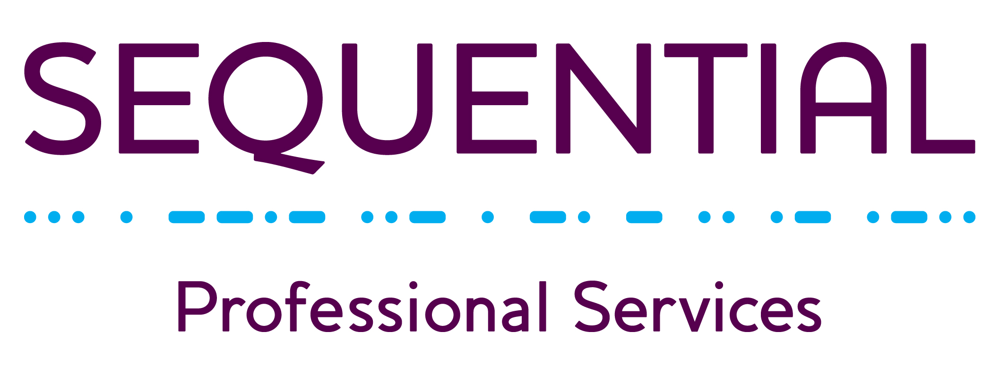 SEQUENTIAL
... . --.- ..- . -. - .. .- .-..
Professional Services